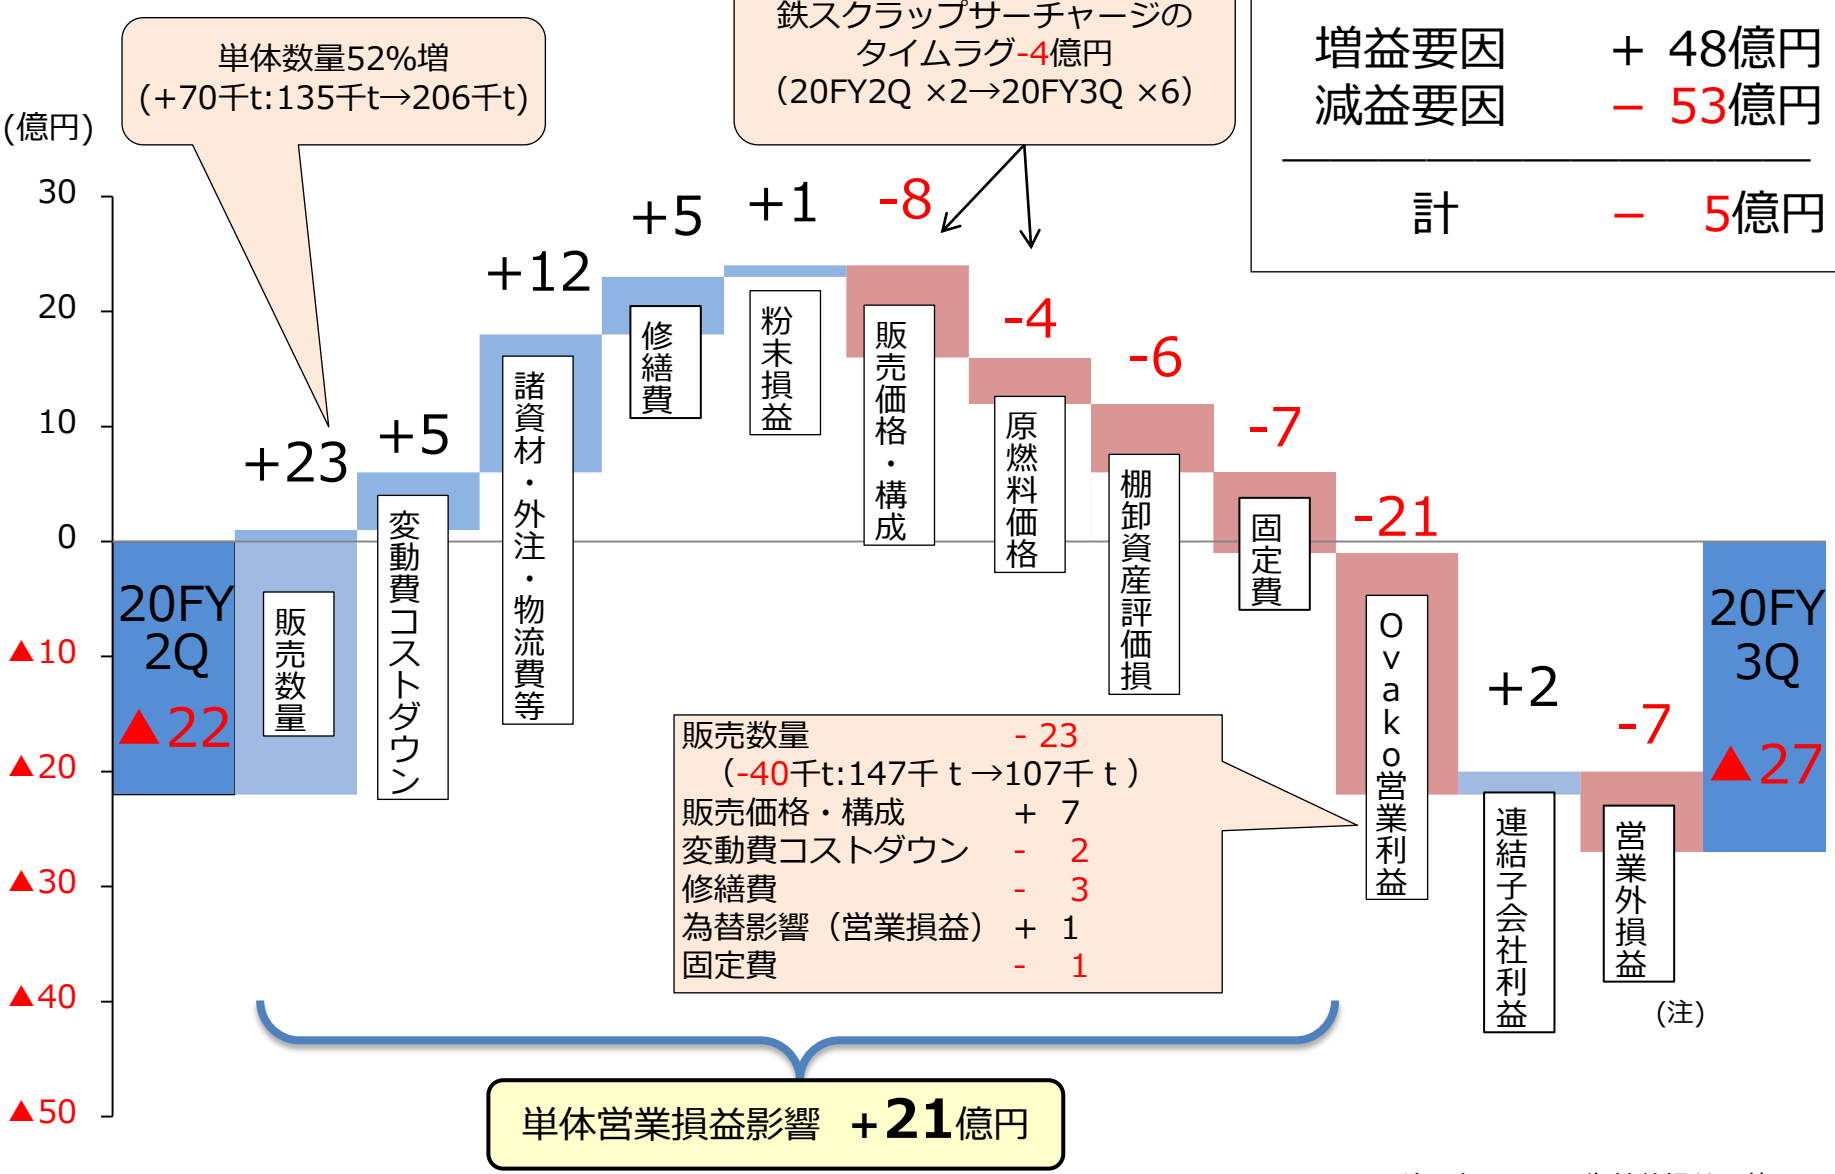 鉄スクラップサーチャージの
タイムラグ-4億円
（20FY2Q ×2→20FY3Q ×6）
単体数量52%増
(+70千t:135千t→206千t)
増益要因 + 48億円
減益要因 − 53億円
計 − 5億円
(億円)
30
20
10
0
▲10
▲20
▲30
▲40
▲50
20FY
2Q
▲22
+23
販売数量
+5
変動費コストダウン
+12
諸資材・外注・物流費等
+5
修繕費
+1
粉末損益
-8
販売価格・構成
-4
原燃料価格
-6
棚卸資産評価損
-7
固定費
-21
Ovako営業利益
+2
連結子会社利益
-7
営業外損益
(注)
20FY
3Q
▲27
販売数量 - 23
（-40千t:147千ｔ→107千ｔ）
販売価格・構成 + 7
変動費コストダウン - 2
修繕費 - 3
為替影響（営業損益） + 1
固定費 - 1
単体営業損益影響 +21億円